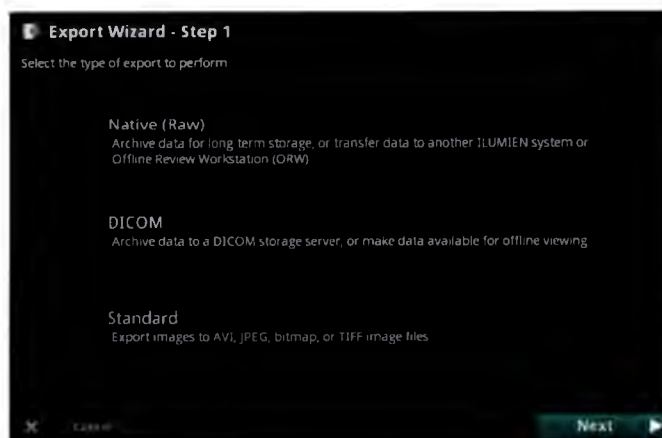 Export Wizard - Step 1
Select the type of export to perform
Native (Raw)
Archive data for long term storage, or transfer data to another ILUMIEN system or
Offline Review Workstation (ORW)
DICOM
Archive data to a DICOM storage server, or make data available for offline viewing
Standard
Export images to AVI, JPEG, bitmap, or TIFF image files
Cancel
Next